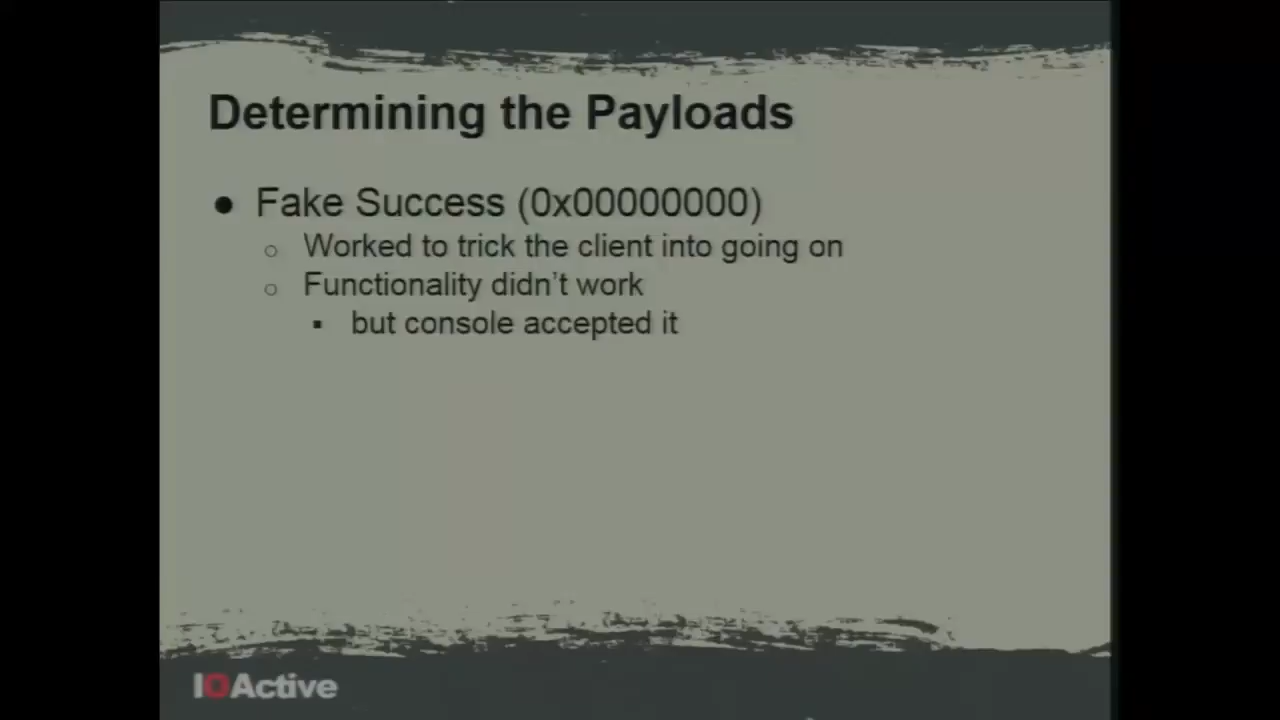 Determining the Payloads
● Fake Success (0x00000000)
○ Worked to trick the client into going on
○ Functionality didn't work
▪ but console accepted it
IOActive